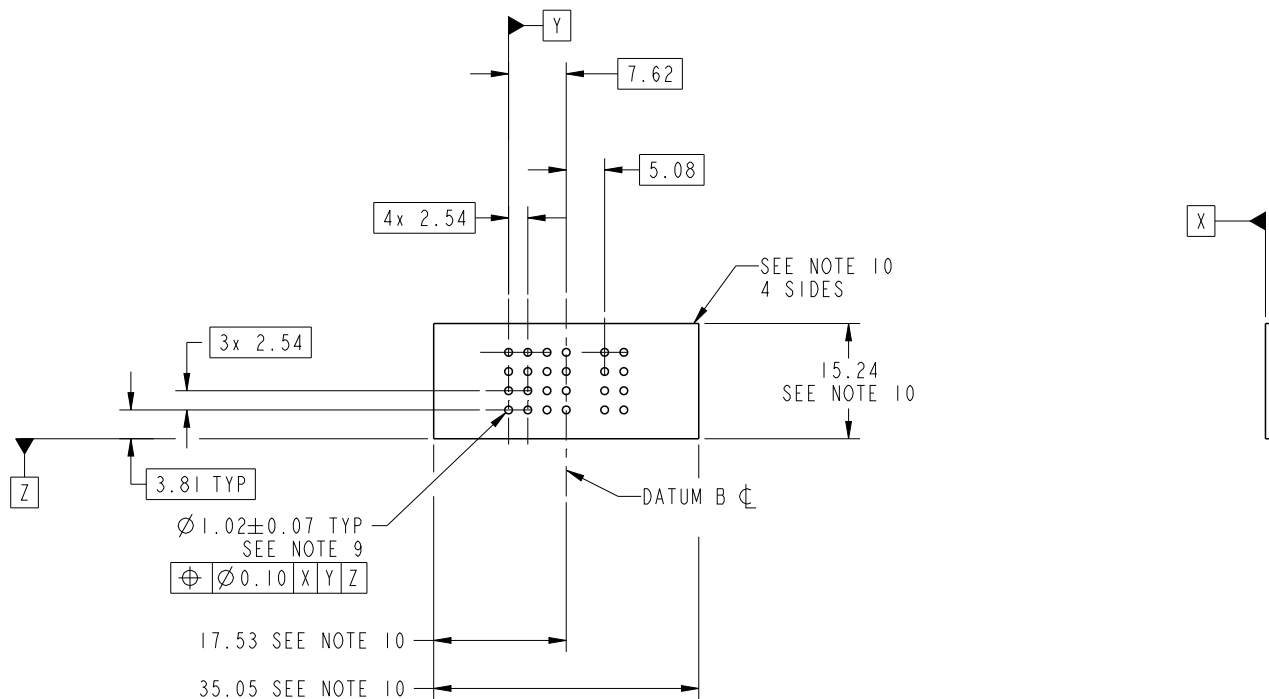 Y
7.62
5.08
4x 2.54
X
SEE NOTE 10
4 SIDES
3x 2.54
15.24
SEE NOTE 10
3.81 TYP
Z
DATUM B ℄
Ø1.02±0.07 TYP
SEE NOTE 9
⌖ Ø0.10 X Y Z
17.53 SEE NOTE 10
35.05 SEE NOTE 10